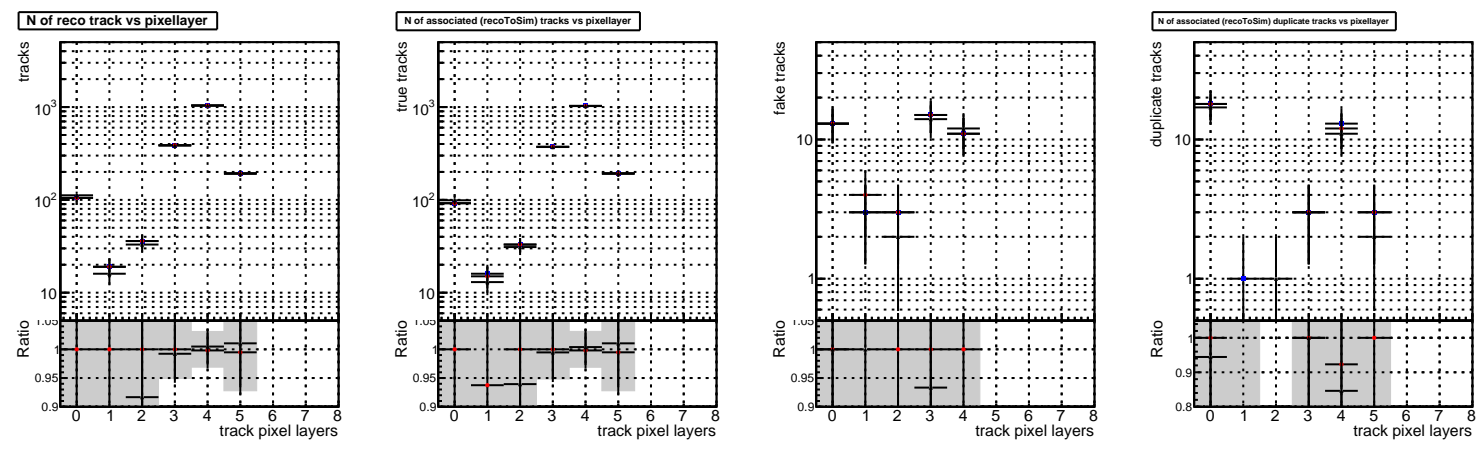 N of reco track vs pixellayer
tracks
10³
10²
10
Ratio
1.05
1
0.95
0.9
0 1 2 3 4 5 6 7 8
track pixel layers
N of associated (recoToSim) tracks vs pixellayer
true tracks
10³
10²
10
Ratio
1.05
1
0.95
0.9
0 1 2 3 4 5 6 7 8
track pixel layers
fake tracks
10
1
Ratio
1.05
1
0.95
0.9
0 1 2 3 4 5 6 7 8
track pixel layers
N of associated (recoToSim) duplicate tracks vs pixellayer
duplicate tracks
10
1
Ratio
1
0.9
0.8
0 1 2 3 4 5 6 7 8
track pixel layers